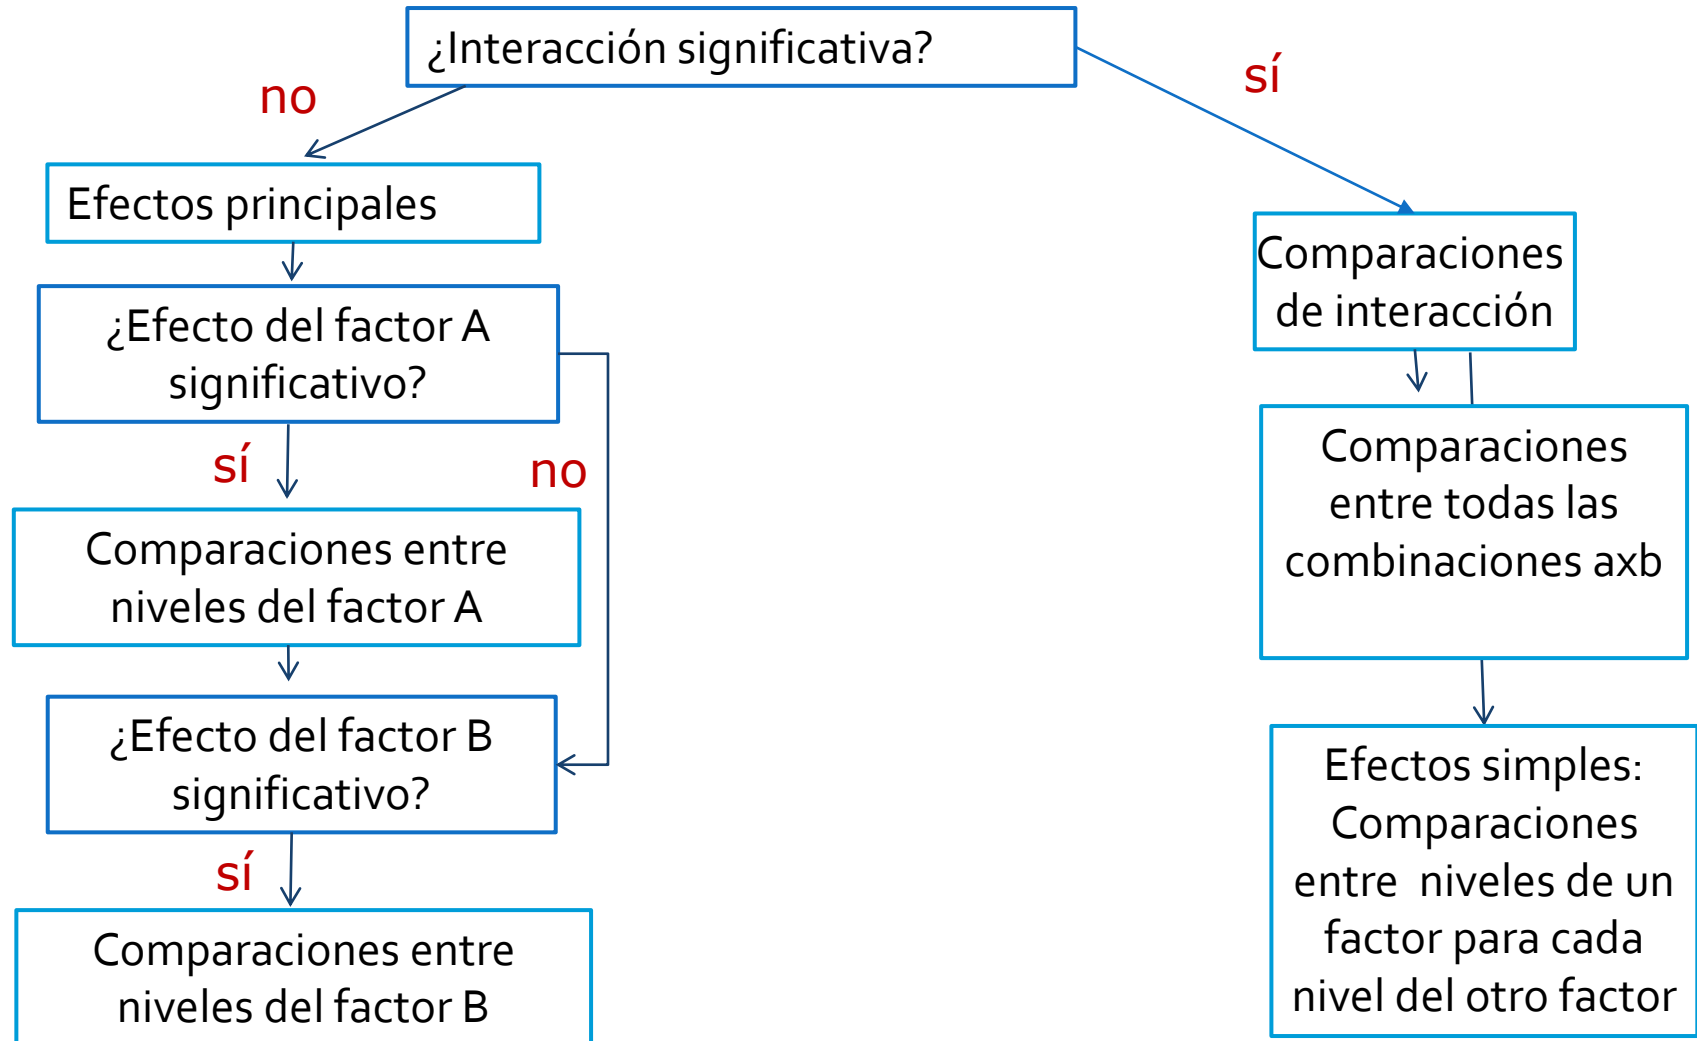 ¿Interacción significativa?
no
sí
Efectos principales
¿Efecto del factor A
significativo?
sí
no
Comparaciones entre
niveles del factor A
¿Efecto del factor B
significativo?
sí
Comparaciones entre
niveles del factor B
Comparaciones
de interacción
Comparaciones
entre todas las
combinaciones axb
Efectos simples:
Comparaciones
entre niveles de un
factor para cada
nivel del otro factor